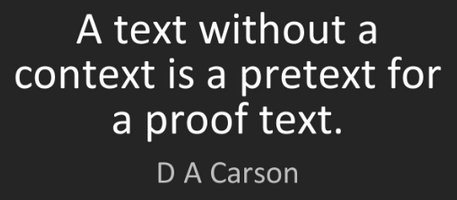 A text without a
context is a pretext for
a proof text.
D A Carson